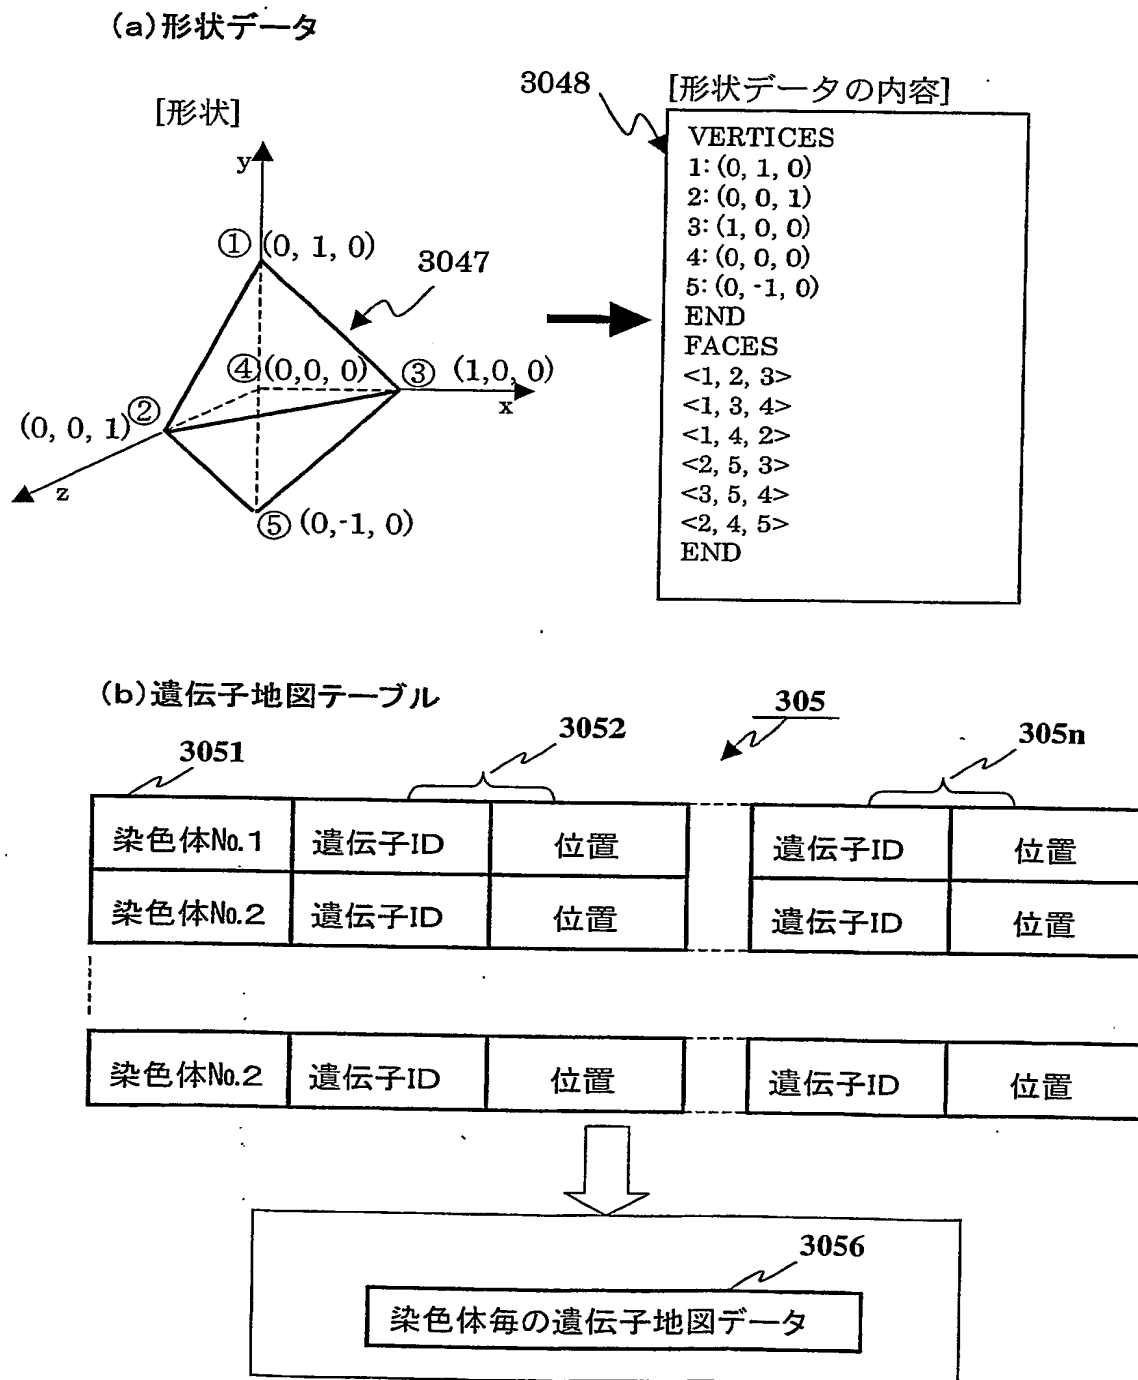 (a)形状データ
3048
[形状データの内容]
[形状]
y
① (0, 1, 0)
3047
④ (0,0, 0)
③ (1,0, 0)
x
②
(0, 0, 1)
z
⑤ (0,-1, 0)
VERTICES
1: (0, 1, 0)
2: (0, 0, 1)
3: (1, 0, 0)
4: (0, 0, 0)
5: (0, -1, 0)
END
FACES
<1, 2, 3>
<1, 3, 4>
<1, 4, 2>
<2, 5, 3>
<3, 5, 4>
<2, 4, 5>
END
(b)遺伝子地図テーブル
305
3051
3052
305n
染色体No.1 遺伝子ID 位置 遺伝子ID 位置
染色体No.2 遺伝子ID 位置 遺伝子ID 位置
染色体No.2 遺伝子ID 位置 遺伝子ID 位置
3056
染色体毎の遺伝子地図データ